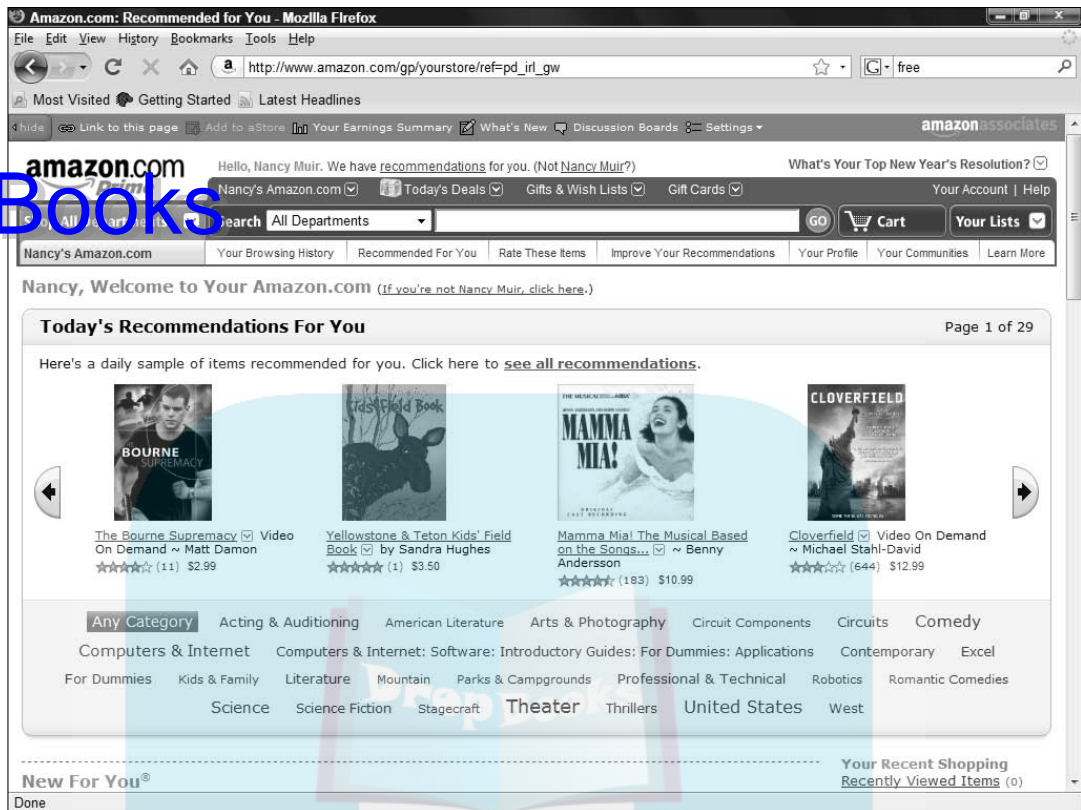 Amazon.com: Recommended for You - Mozilla Firefox
File Edit View History Bookmarks Tools Help
http://www.amazon.com/gp/yourstore/ref=pd_irl_gw
G free
Most Visited Getting Started Latest Headlines
hide Link to this page Add to aStore Your Earnings Summary What's New Discussion Boards Settings amazonassociates
amazon.com Hello, Nancy Muir. We have recommendations for you. (Not Nancy Muir?) What's Your Top New Year's Resolution?
Prime Nancy's Amazon.com Today's Deals Gifts & Wish Lists Gift Cards Your Account | Help
Books
Shop All Departments Search All Departments GO Cart Your Lists
Nancy's Amazon.com Your Browsing History Recommended For You Rate These Items Improve Your Recommendations Your Profile Your Communities Learn More
Nancy, Welcome to Your Amazon.com (If you're not Nancy Muir, click here.)
Today's Recommendations For You Page 1 of 29
Here's a daily sample of items recommended for you. Click here to see all recommendations.
BOURNE SUPREMACY
Kids' Field Book
MAMMA MIA!
CLOVERFIELD
The Bourne Supremacy Video On Demand ~ Matt Damon
(11) $2.99
Yellowstone & Teton Kids' Field Book by Sandra Hughes
(1) $3.50
Mamma Mia! The Musical Based on the Songs... ~ Benny Andersson
(183) $10.99
Cloverfield Video On Demand ~ Michael Stahl-David
(644) $12.99
Any Category Acting & Auditioning American Literature Arts & Photography Circuit Components Circuits Comedy
Computers & Internet Computers & Internet: Software: Introductory Guides: For Dummies: Applications Contemporary Excel
For Dummies Kids & Family Literature Mountain Parks & Campgrounds Professional & Technical Robotics Romantic Comedies
Drop Books
Science Science Fiction Stagecraft Theater Thrillers United States West
New For You®
Your Recent Shopping
Recently Viewed Items (0)
Done